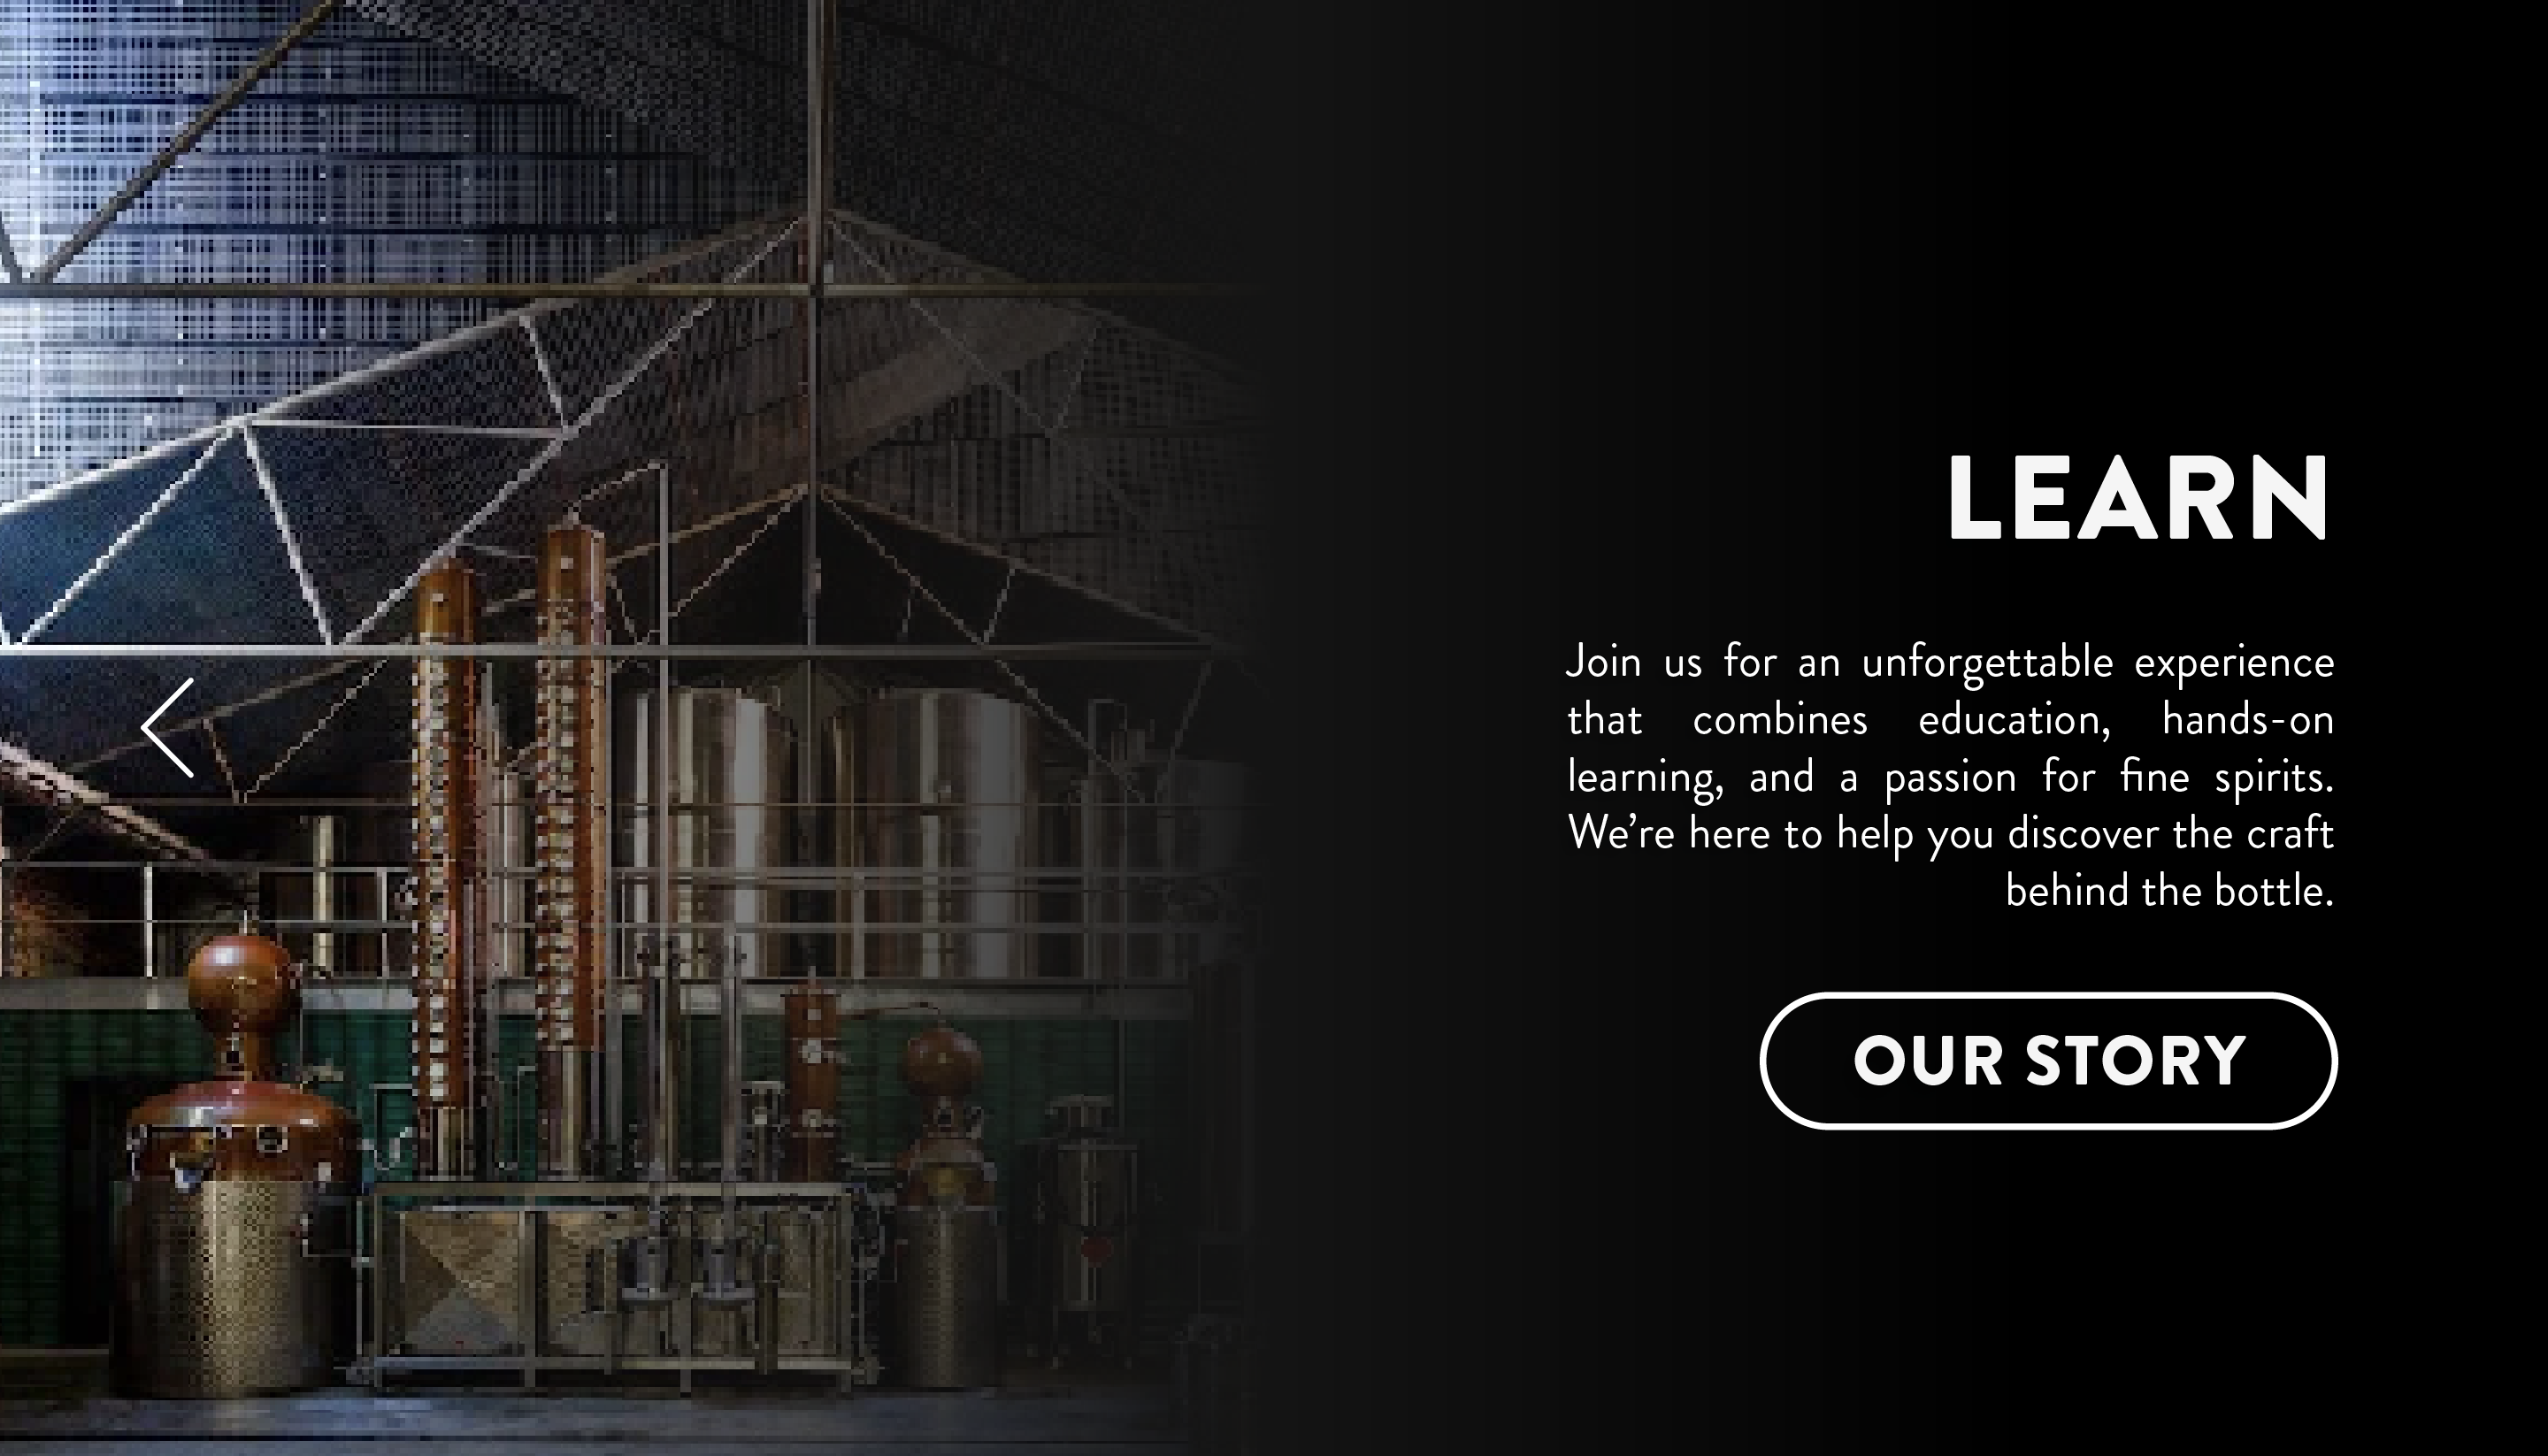 LEARN
Join us for an unforgettable experience
that combines education, hands-on
learning, and a passion for fine spirits.
We’re here to help you discover the craft
behind the bottle.
OUR STORY